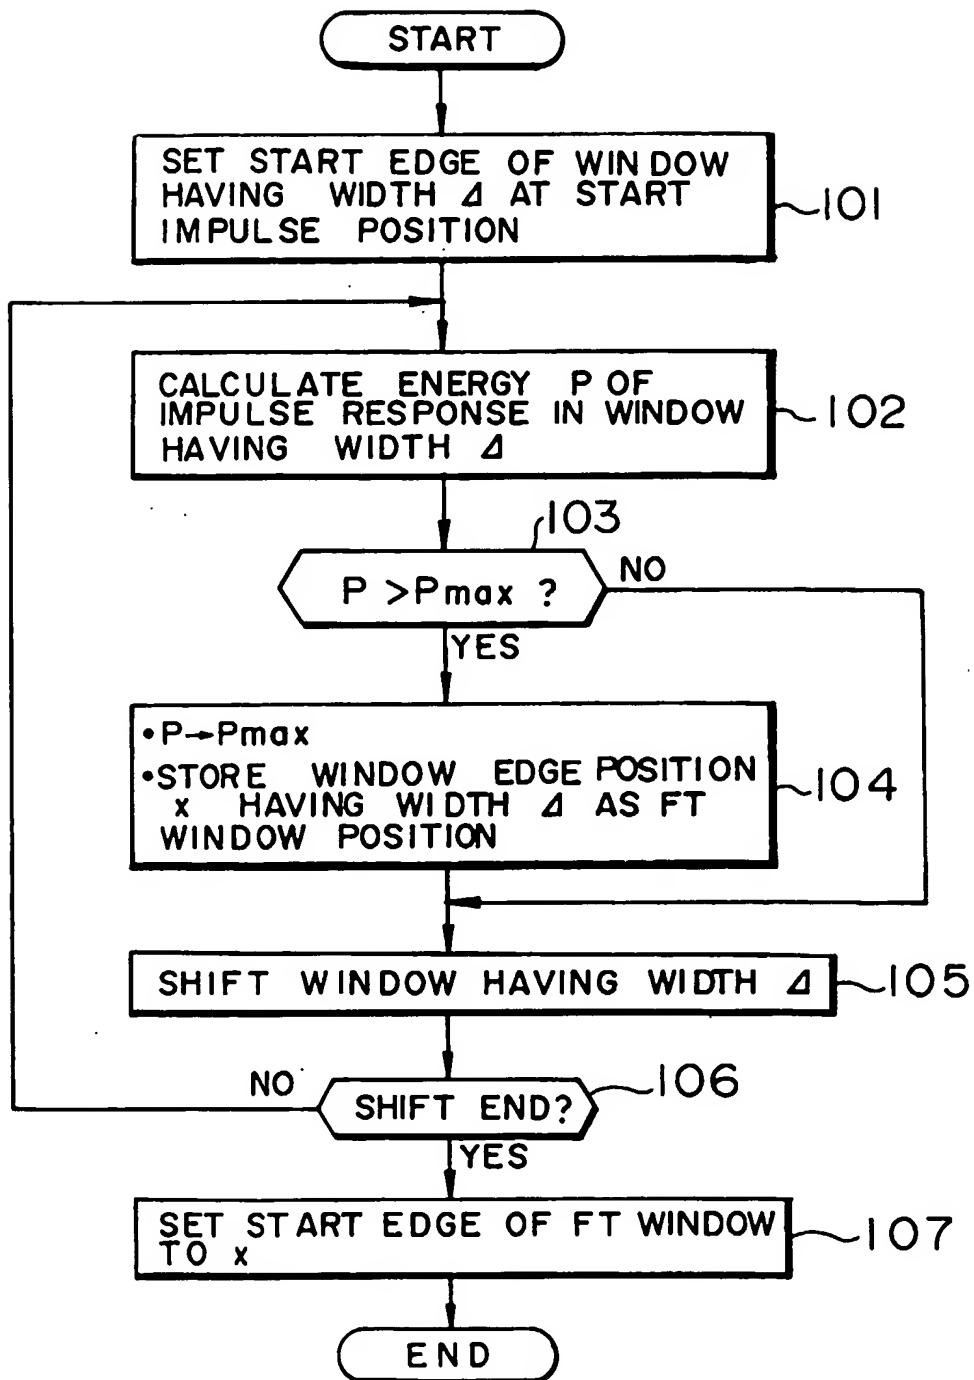 START
SET START EDGE OF WINDOW
HAVING WIDTH Δ AT START
IMPULSE POSITION
101
CALCULATE ENERGY P OF
IMPULSE RESPONSE IN WINDOW
HAVING WIDTH Δ
102
103
P >Pmax ?
NO
YES
•P→Pmax
•STORE WINDOW EDGE POSITION
x HAVING WIDTH Δ AS FT
WINDOW POSITION
104
SHIFT WINDOW HAVING WIDTH Δ
105
NO
SHIFT END?
106
YES
SET START EDGE OF FT WINDOW
TO x
107
END